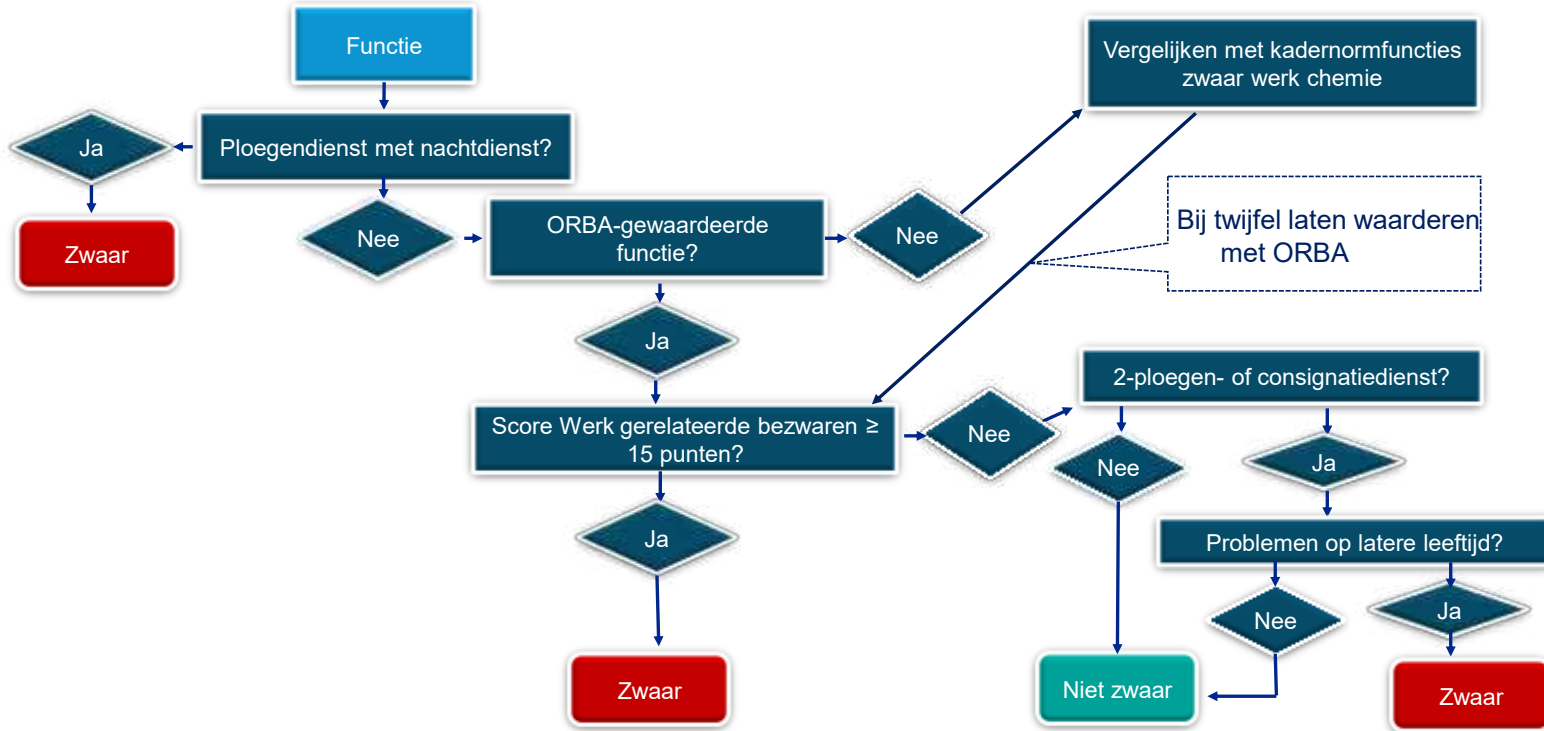 Functie
Vergelijken met kadernormfuncties
zwaar werk chemie
Ja
Ploegendienst met nachtdienst?
Zwaar
Nee
ORBA-gewaardeerde
functie?
Nee
Bij twijfel laten waarderen
met ORBA
Ja
2-ploegen- of consignatiedienst?
Score Werk gerelateerde bezwaren ≥
15 punten?
Nee
Nee
Ja
Ja
Problemen op latere leeftijd?
Nee
Ja
Zwaar
Niet zwaar
Zwaar